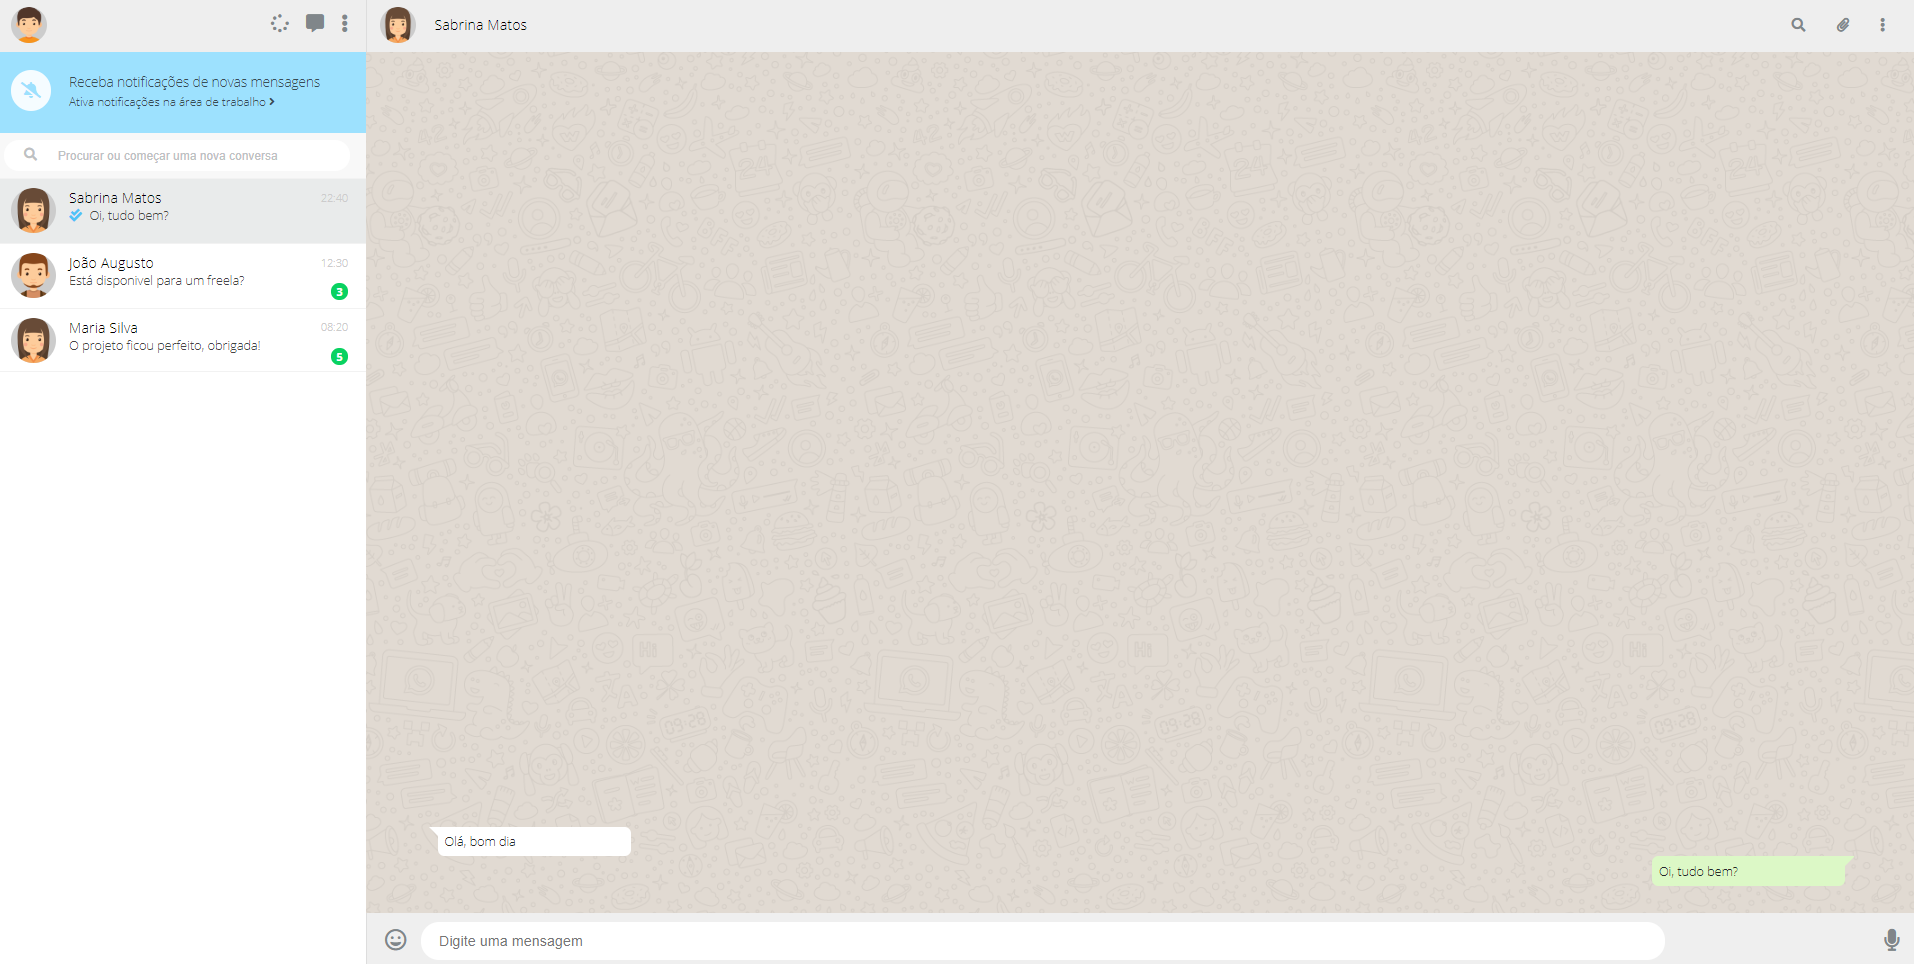 Sabrina Matos
Receba notificações de novas mensagens
Ativa notificações na área de trabalho
Procurar ou começar uma nova conversa
Sabrina Matos 22:40
Oi, tudo bem?
João Augusto 12:30
Está disponivel para um freela?
3
Maria Silva 08:20
O projeto ficou perfeito, obrigada!
5
Olá, bom dia
Oi, tudo bem?
Digite uma mensagem